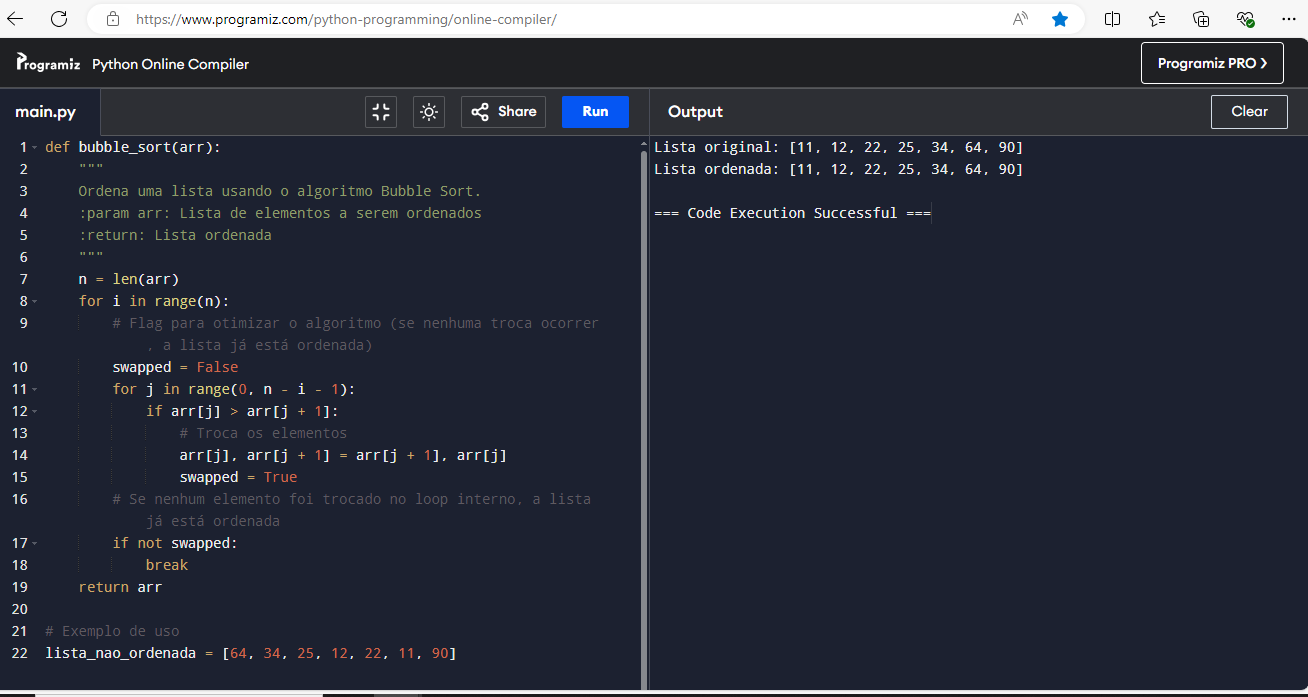 https://www.programiz.com/python-programming/online-compiler/
Programiz Python Online Compiler
Programiz PRO
main.py
Share
Run
Output
Clear
1 def bubble_sort(arr):
2     """
3     Ordena uma lista usando o algoritmo Bubble Sort.
4     :param arr: Lista de elementos a serem ordenados
5     :return: Lista ordenada
6     """
7     n = len(arr)
8     for i in range(n):
9         # Flag para otimizar o algoritmo (se nenhuma troca ocorrer
            , a lista já está ordenada)
10         swapped = False
11         for j in range(0, n - i - 1):
12             if arr[j] > arr[j + 1]:
13                 # Troca os elementos
14                 arr[j], arr[j + 1] = arr[j + 1], arr[j]
15                 swapped = True
16         # Se nenhum elemento foi trocado no loop interno, a lista
            já está ordenada
17         if not swapped:
18             break
19     return arr
20
21 # Exemplo de uso
22 lista_nao_ordenada = [64, 34, 25, 12, 22, 11, 90]
Lista original: [11, 12, 22, 25, 34, 64, 90]
Lista ordenada: [11, 12, 22, 25, 34, 64, 90]
=== Code Execution Successful ===